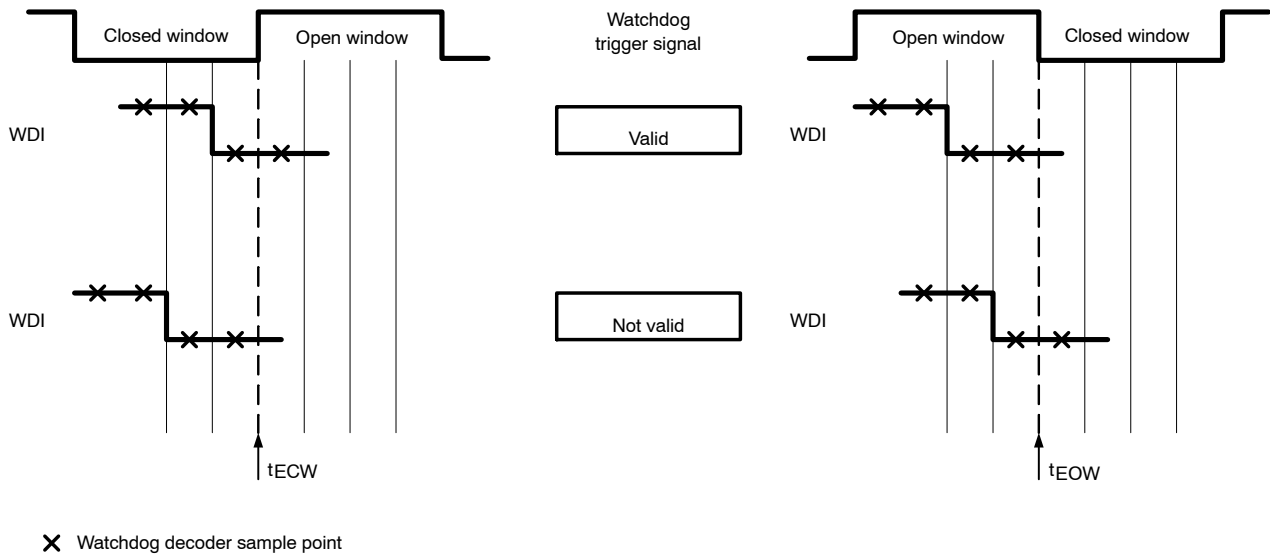 Closed window
Open window
Watchdog
trigger signal
Open window
Closed window
WDI
Valid
WDI
WDI
Not valid
WDI
tECW
tEOW
Watchdog decoder sample point